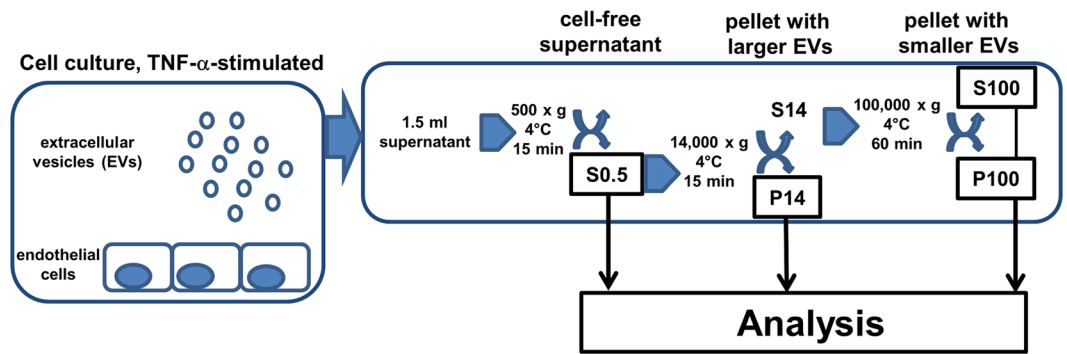 Cell culture, TNF-α-stimulated
extracellular
vesicles (EVs)
endothelial
cells
cell-free
supernatant
pellet with
larger EVs
pellet with
smaller EVs
1.5 ml
supernatant
500 x g
4°C
15 min
S0.5
14,000 x g
4°C
15 min
S14
P14
100,000 x g
4°C
60 min
S100
P100
Analysis